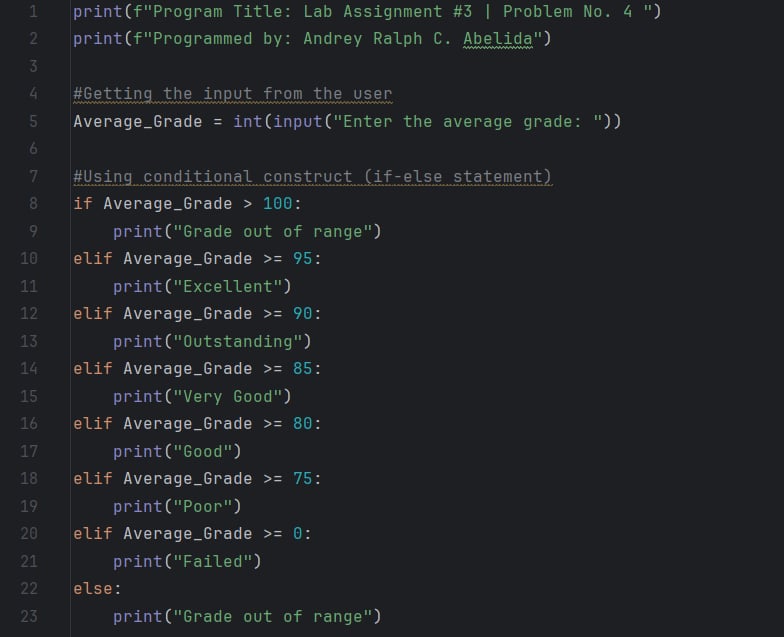 1 print(f"Program Title: Lab Assignment #3 | Problem No. 4 ")
2 print(f"Programmed by: Andrey Ralph C. Abelida")
3
4 #Getting the input from the user
5 Average_Grade = int(input("Enter the average grade: "))
6
7 #Using conditional construct (if-else statement)
8 if Average_Grade > 100:
9     print("Grade out of range")
10 elif Average_Grade >= 95:
11     print("Excellent")
12 elif Average_Grade >= 90:
13     print("Outstanding")
14 elif Average_Grade >= 85:
15     print("Very Good")
16 elif Average_Grade >= 80:
17     print("Good")
18 elif Average_Grade >= 75:
19     print("Poor")
20 elif Average_Grade >= 0:
21     print("Failed")
22 else:
23     print("Grade out of range")